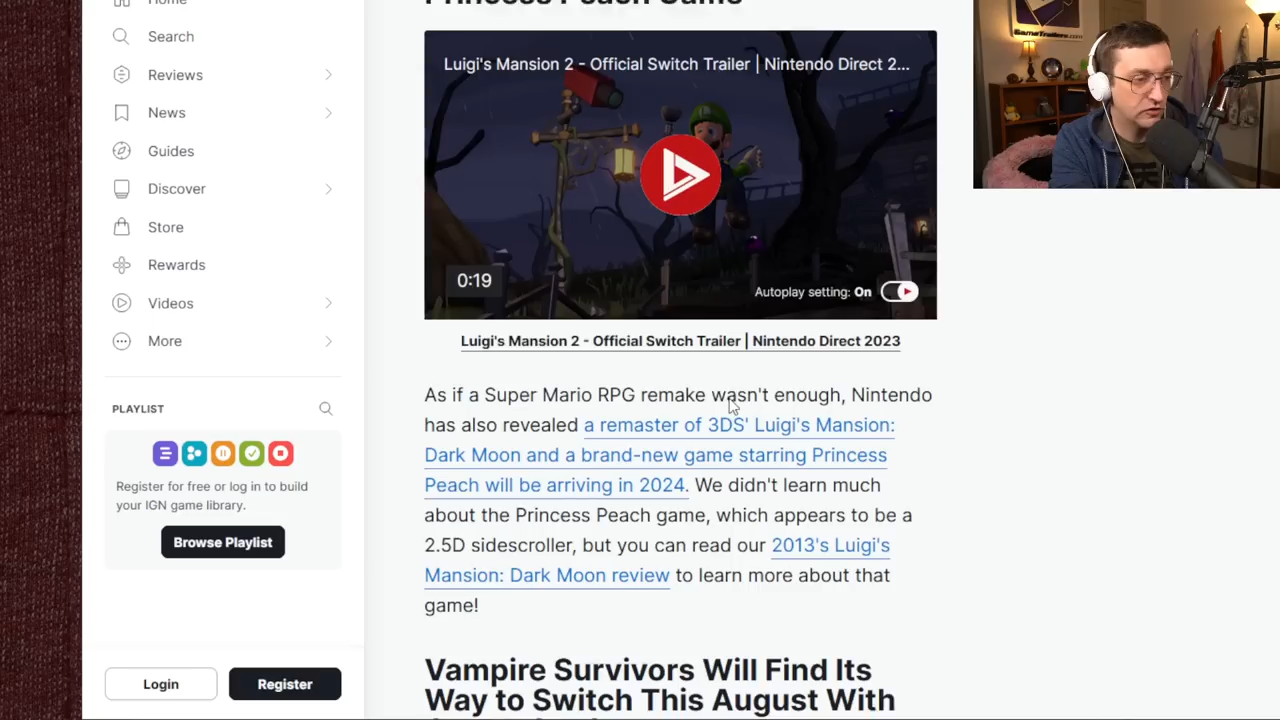 Home
Search
Reviews
News
Guides
Discover
Store
Rewards
Videos
More
PLAYLIST
Register for free or log in to build
your IGN game library.
Browse Playlist
Login
Register
Princess Peach Game
Luigi's Mansion 2 - Official Switch Trailer | Nintendo Direct 2...
0:19
Autoplay setting: On
Luigi's Mansion 2 - Official Switch Trailer | Nintendo Direct 2023
As if a Super Mario RPG remake wasn't enough, Nintendo
has also revealed a remaster of 3DS' Luigi's Mansion:
Dark Moon and a brand-new game starring Princess
Peach will be arriving in 2024. We didn't learn much
about the Princess Peach game, which appears to be a
2.5D sidescroller, but you can read our 2013's Luigi's
Mansion: Dark Moon review to learn more about that
game!
Vampire Survivors Will Find Its
Way to Switch This August With
GameTrailers.com